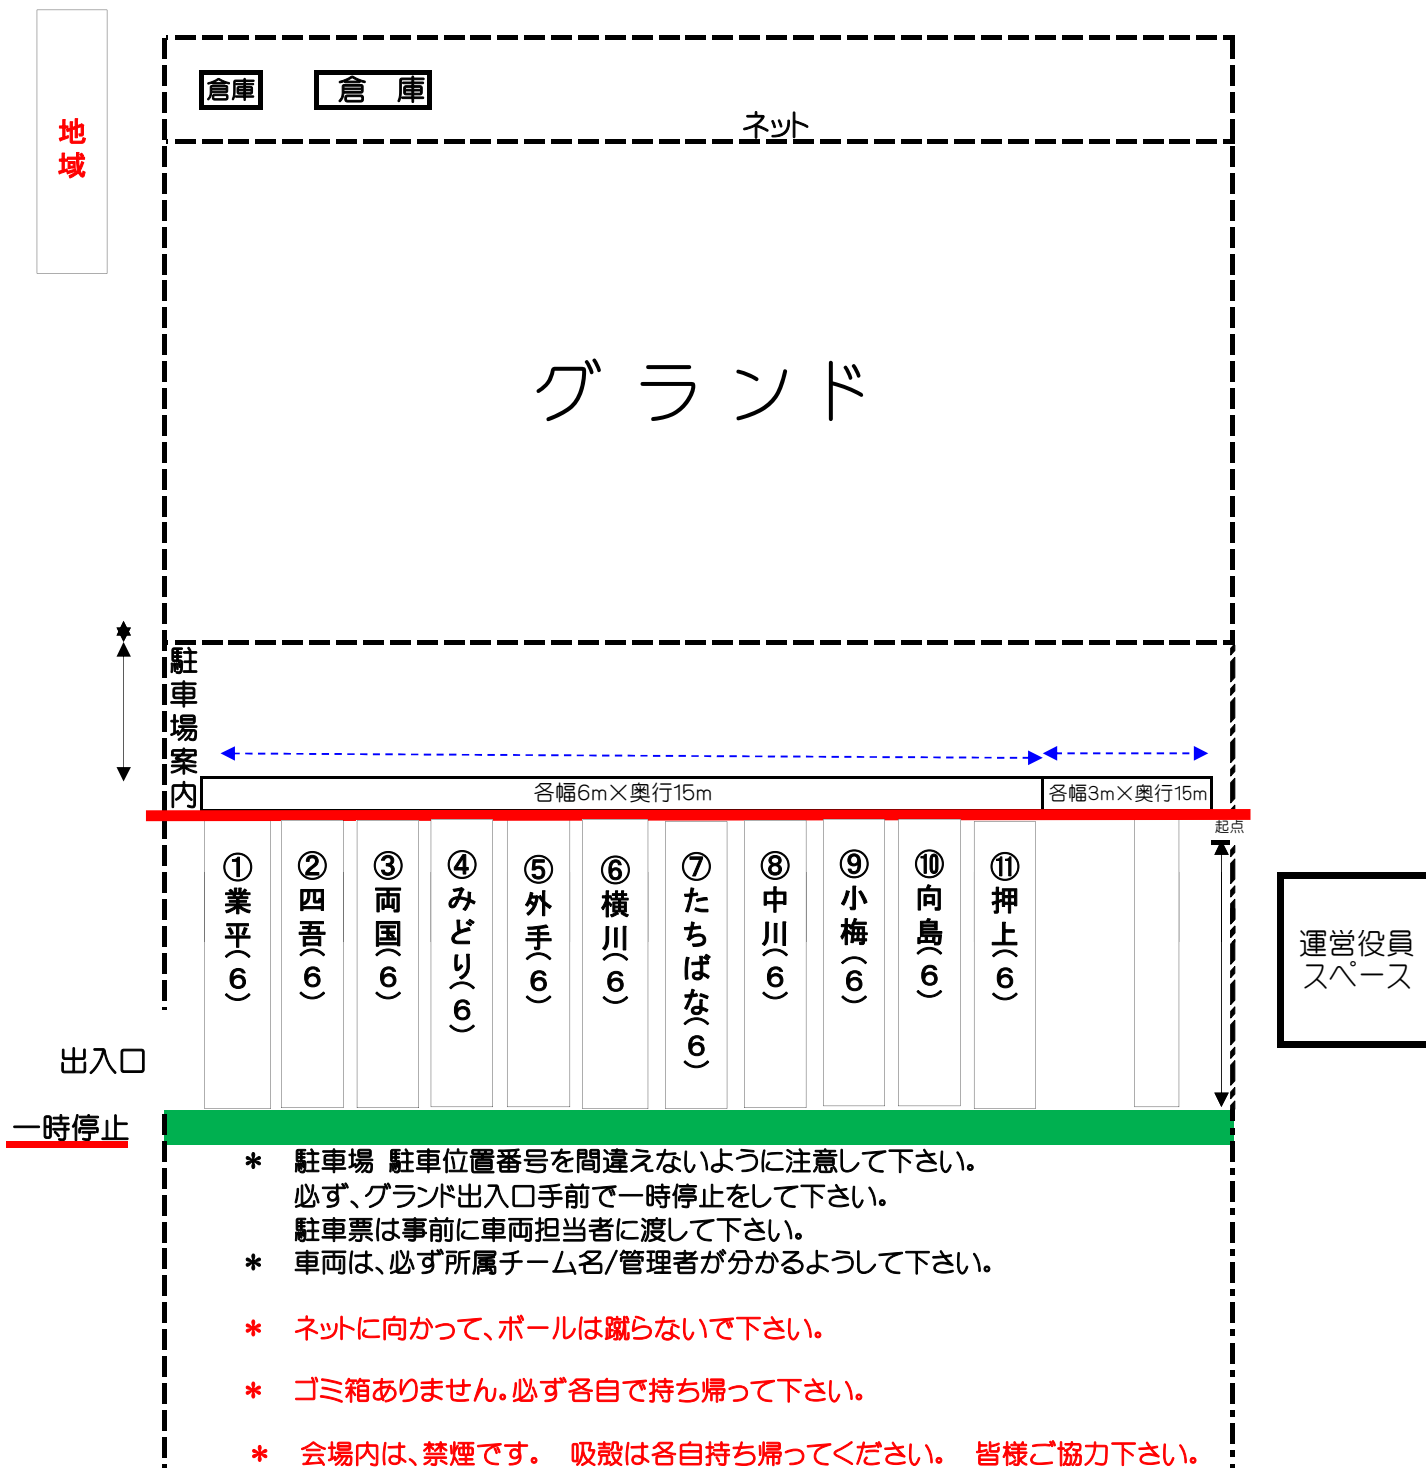 地域
倉庫
倉　庫
ネット
グランド
駐車場案内
各幅6m×奥行15m
各幅3m×奥行15m
起点
①業平(6)
②四吾(6)
③両国(6)
④みどり(6)
⑤外手(6)
⑥横川(6)
⑦たちばな(6)
⑧中川(6)
⑨小梅(6)
⑩向島(6)
⑪押上(6)
運営役員
スペース
出入口
一時停止
＊　駐車場 駐車位置番号を間違えないように注意して下さい。
必ず、グランド出入口手前で一時停止をして下さい。
駐車票は事前に車両担当者に渡して下さい。
＊　車両は、必ず所属チーム名/管理者が分かるようして下さい。
＊　ネットに向かって、ボールは蹴らないで下さい。
＊　ゴミ箱ありません。必ず各自で持ち帰って下さい。
＊　会場内は、禁煙です。　吸殻は各自持ち帰ってください。　皆様ご協力下さい。